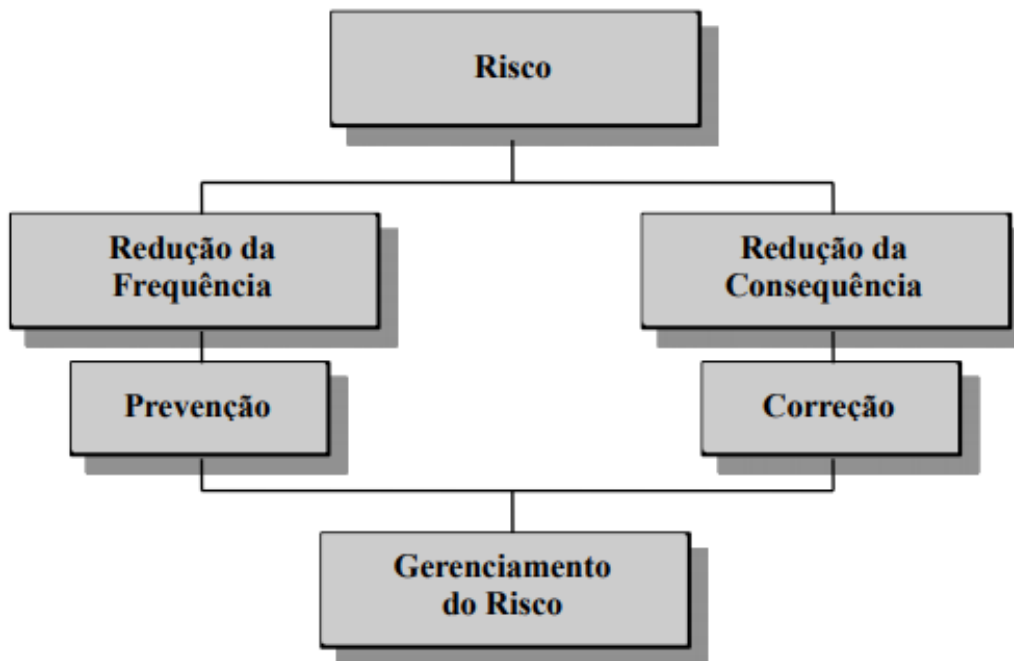 Risco
Redução da
Frequência
Redução da
Consequência
Prevenção
Correção
Gerenciamento
do Risco